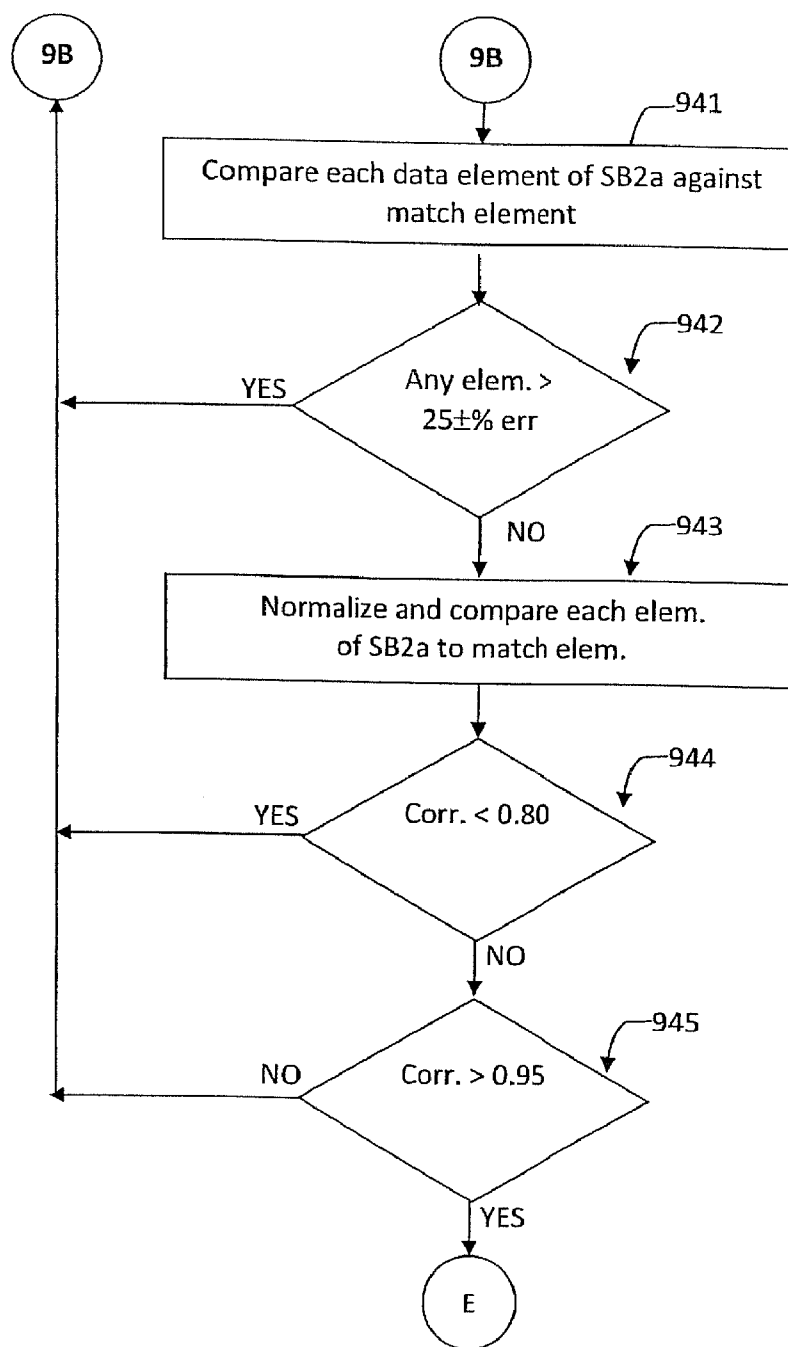 9B
9B
941
Compare each data element of SB2a against
match element
942
YES
Any elem. >
25±% err
NO
943
Normalize and compare each elem.
of SB2a to match elem.
944
YES
Corr. < 0.80
NO
945
NO
Corr. > 0.95
YES
E